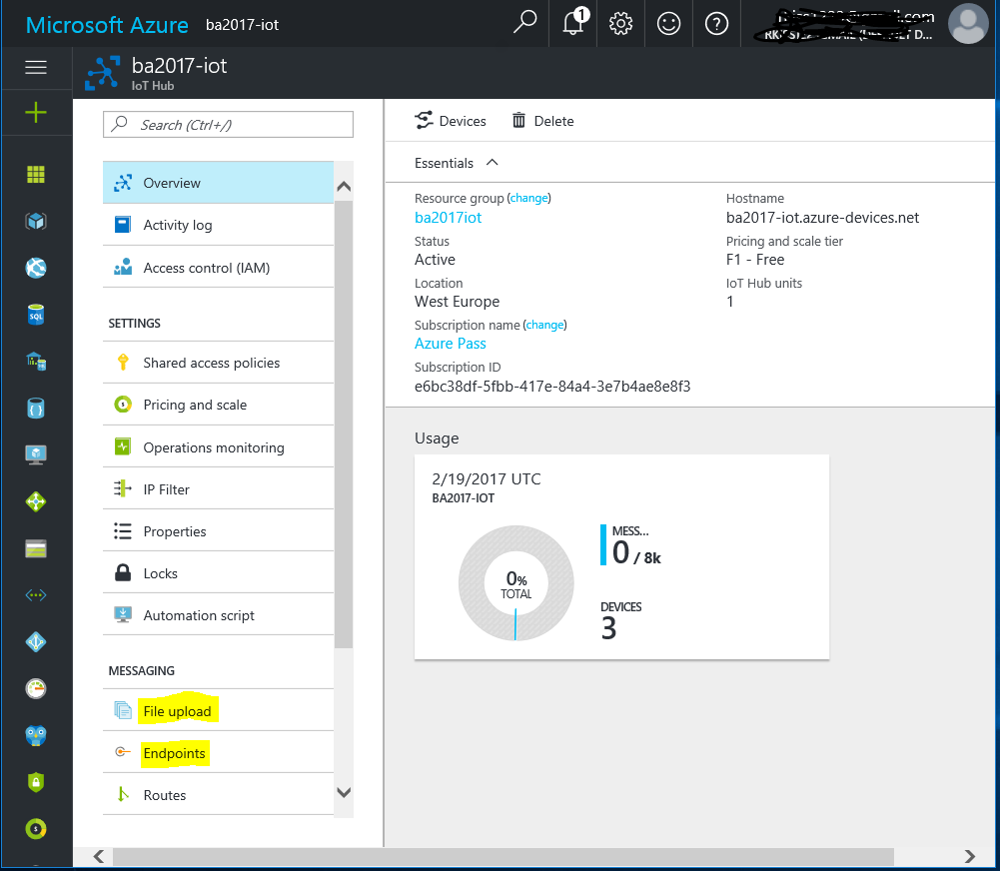 Microsoft Azure ba2017-iot
1
ba2017-iot
IoT Hub
Search (Ctrl+/)
Overview
Activity log
Access control (IAM)
SETTINGS
Shared access policies
Pricing and scale
Operations monitoring
IP Filter
Properties
Locks
Automation script
MESSAGING
File upload
Endpoints
Routes
Devices
Delete
Essentials
Resource group (change)
ba2017iot
Status
Active
Location
West Europe
Subscription name (change)
Azure Pass
Subscription ID
e6bc38df-5fbb-417e-84a4-3e7b4ae8e8f3
Hostname
ba2017-iot.azure-devices.net
Pricing and scale tier
F1 - Free
IoT Hub units
1
Usage
2/19/2017 UTC
BA2017-IOT
0%
TOTAL
MESS...
0 / 8k
DEVICES
3